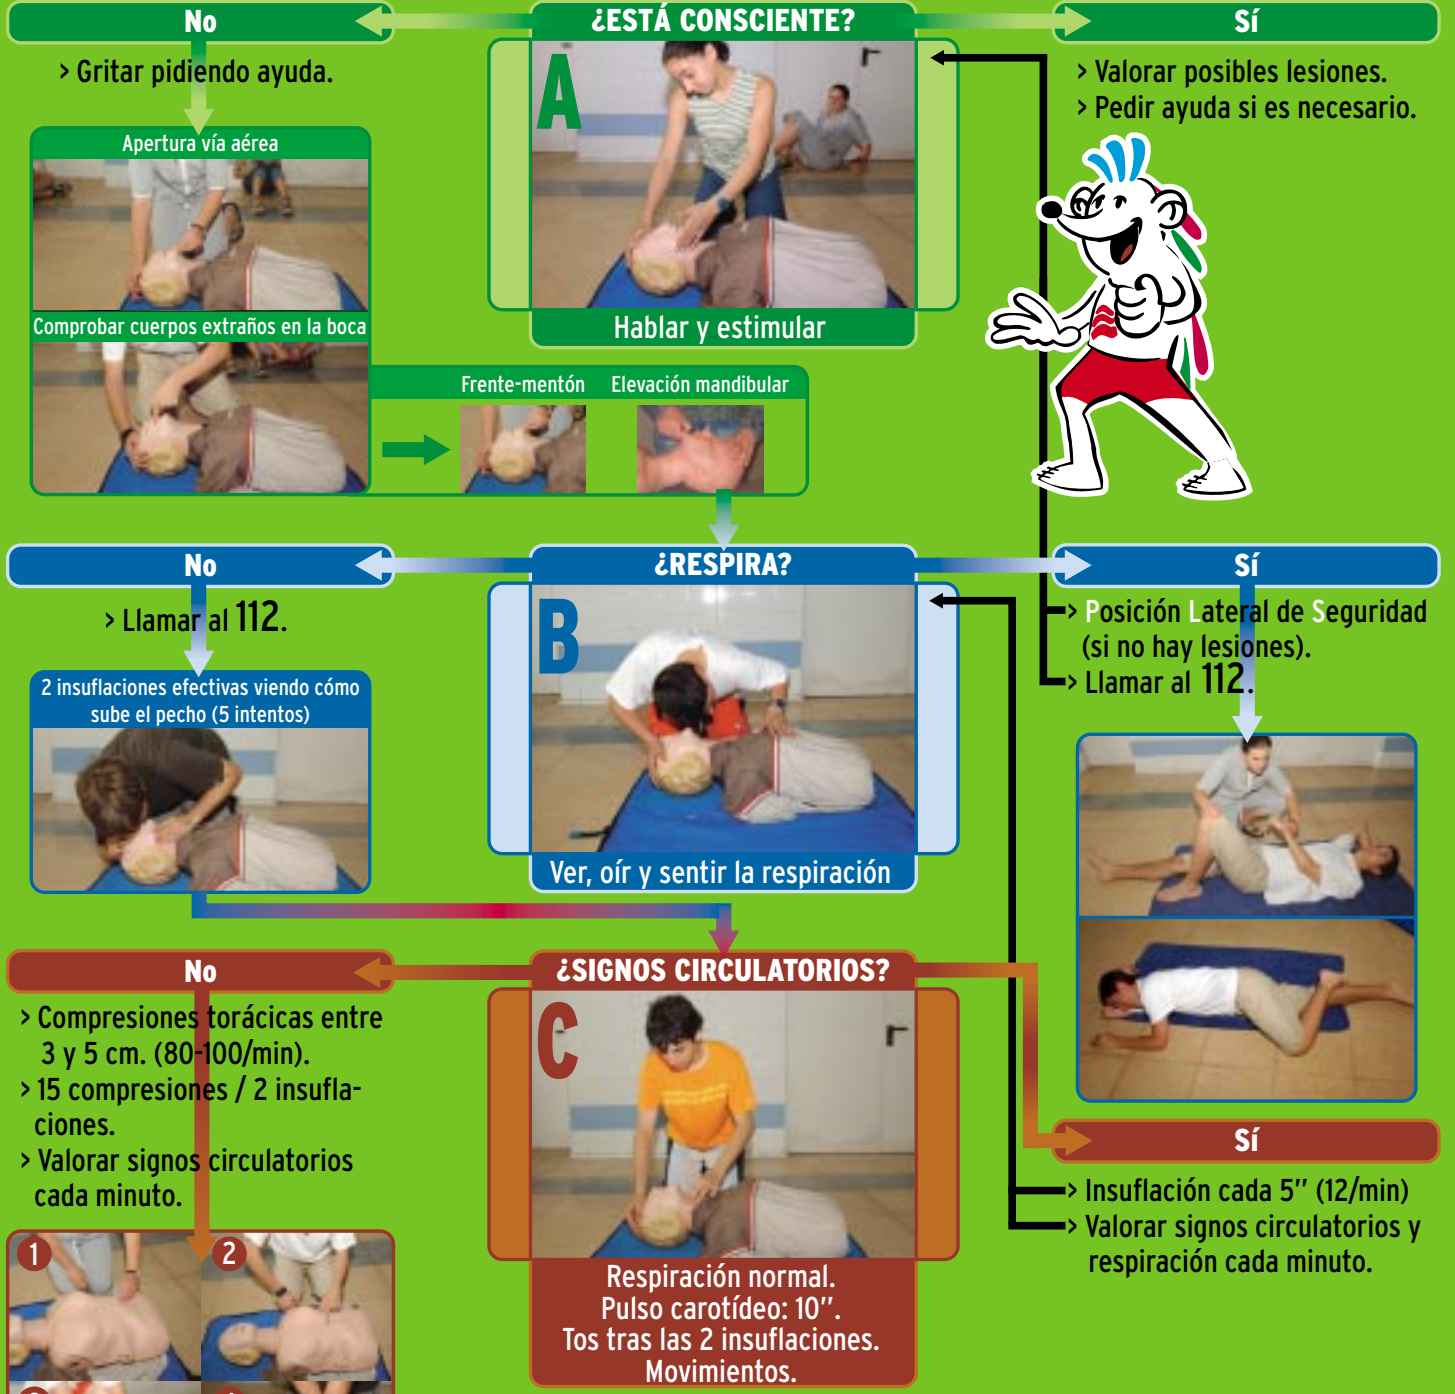 No
¿ESTÁ CONSCIENTE?
Sí
> Gritar pidiendo ayuda.
A
> Valorar posibles lesiones.
> Pedir ayuda si es necesario.
Apertura vía aérea
Comprobar cuerpos extraños en la boca
Hablar y estimular
Frente-mentón
Elevación mandibular
No
¿RESPIRA?
Sí
> Llamar al 112.
B
> Posición Lateral de Seguridad
(si no hay lesiones).
> Llamar al 112.
2 insuflaciones efectivas viendo cómo
sube el pecho (5 intentos)
Ver, oír y sentir la respiración
No
¿SIGNOS CIRCULATORIOS?
> Compresiones torácicas entre
3 y 5 cm. (80-100/min).
> 15 compresiones / 2 insufla-
ciones.
> Valorar signos circulatorios
cada minuto.
C
Sí
> Insuflación cada 5’’ (12/min)
> Valorar signos circulatorios y
respiración cada minuto.
1
2
Respiración normal.
Pulso carotídeo: 10’’.
Tos tras las 2 insuflaciones.
Movimientos.